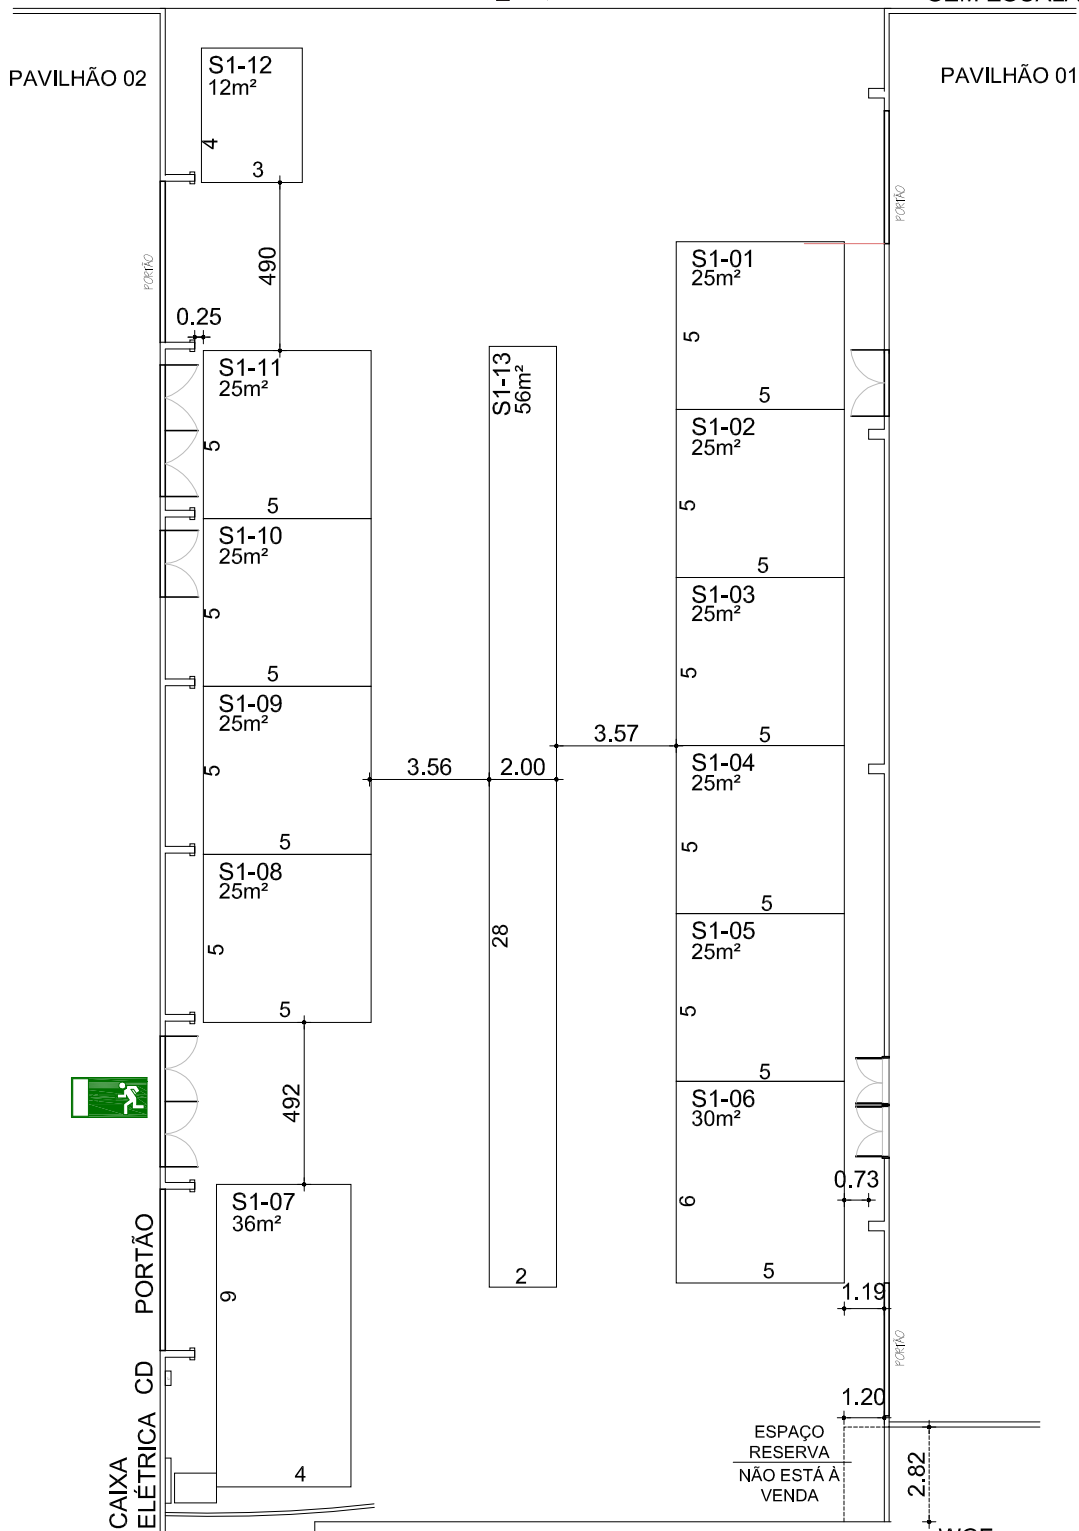 PAVILHÃO 02
PAVILHÃO 01
S1-12
12m²
4
3
490
PORTÃO
PORTÃO
0.25
S1-01
25m²
5
5
S1-11
25m²
5
5
S1-13
56m²
S1-02
25m²
5
5
S1-10
25m²
5
5
S1-03
25m²
5
5
S1-09
25m²
5
5
3.56
2.00
3.57
S1-04
25m²
5
5
S1-08
25m²
5
5
28
S1-05
25m²
5
5
492
S1-06
30m²
6
5
0.73
S1-07
36m²
9
4
2
PORTÃO
CD
CAIXA
ELÉTRICA
1.19
PORTÃO
1.20
ESPAÇO
RESERVA
NÃO ESTÁ À
VENDA
2.82